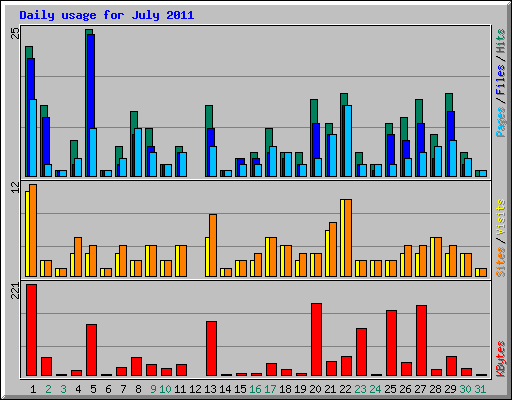 Daily usage for July 2011
25
Pages / Files / Hits
12
Sites / Visits
221
KBytes
1 2 3 4 5 6 7 8 9 10 11 12 13 14 15 16 17 18 19 20 21 22 23 24 25 26 27 28 29 30 31